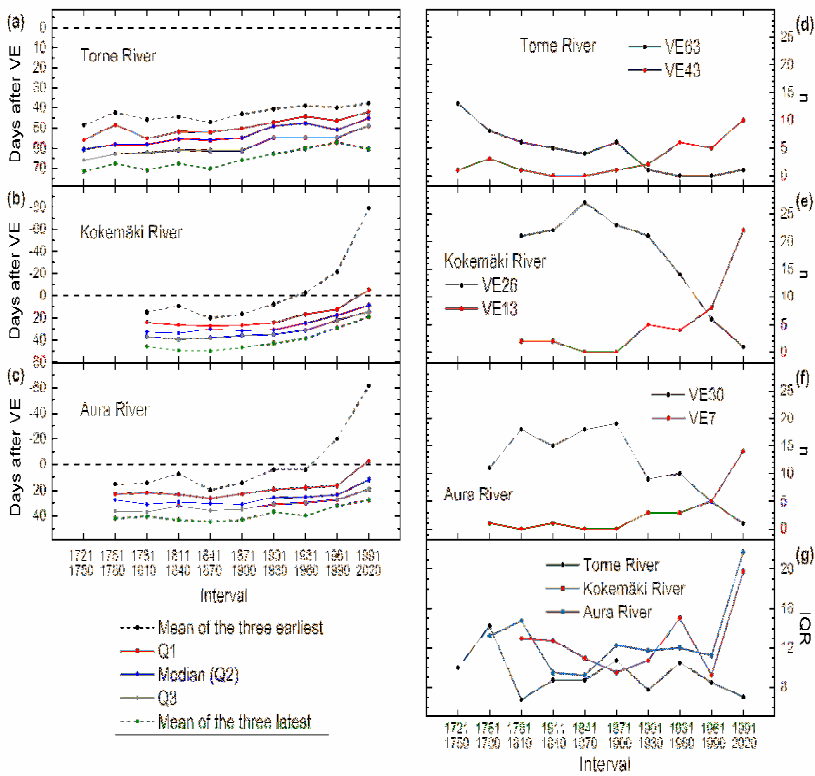 (a)
Torne River
Days after VE
0
10
20
30
40
60
70
(b)
Kokemäki River
Days after VE
-80
-60
-40
-20
0
20
40
60
(c)
Aura River
Days after VE
-60
-40
-20
0
20
40
1721 1751 1781 1811 1841 1871 1901 1931 1961 1991
1750 1780 1810 1840 1870 1900 1930 1960 1990 2020
Interval
Mean of the three earliest
Q1
Median (Q2)
Q3
Mean of the three latest
(d)
Torne River
VE63
VE43
n
30
25
20
15
10
5
0
(e)
Kokemäki River
VE26
VE13
n
25
20
15
10
5
0
(f)
VE30
VE7
Aura River
n
25
20
15
10
5
0
(g)
Torne River
Kokemäki River
Aura River
IQR
20
16
12
8
1721 1751 1781 1811 1841 1871 1901 1931 1961 1991
1750 1780 1810 1840 1870 1900 1930 1960 1990 2020
Interval